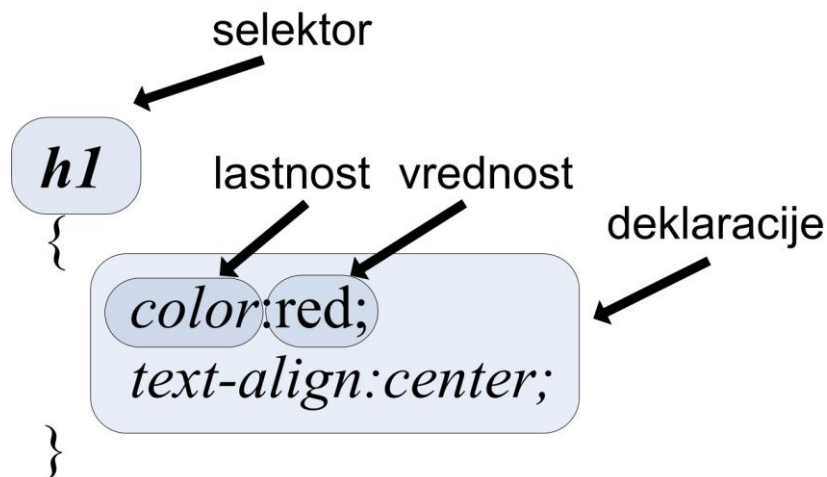 selektor
h1
lastnost vrednost
{
deklaracije
color:red;
text-align:center;
}